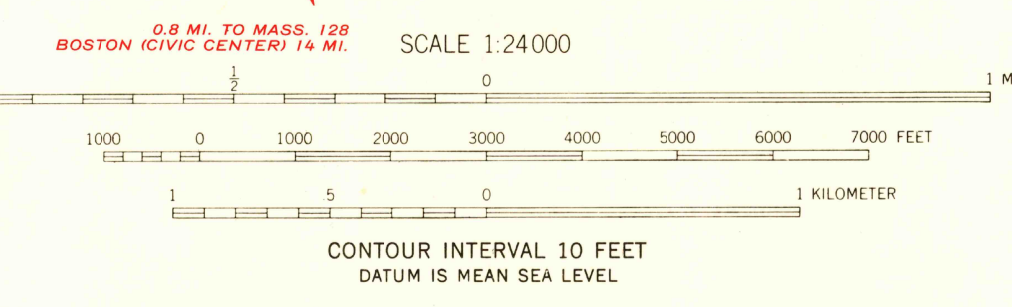 0.8 MI. TO MASS. 128
BOSTON (CIVIC CENTER) 14 MI.
SCALE 1:24000
1/2 0 1 M
1000 0 1000 2000 3000 4000 5000 6000 7000 FEET
1 .5 0 1 KILOMETER
CONTOUR INTERVAL 10 FEET
DATUM IS MEAN SEA LEVEL